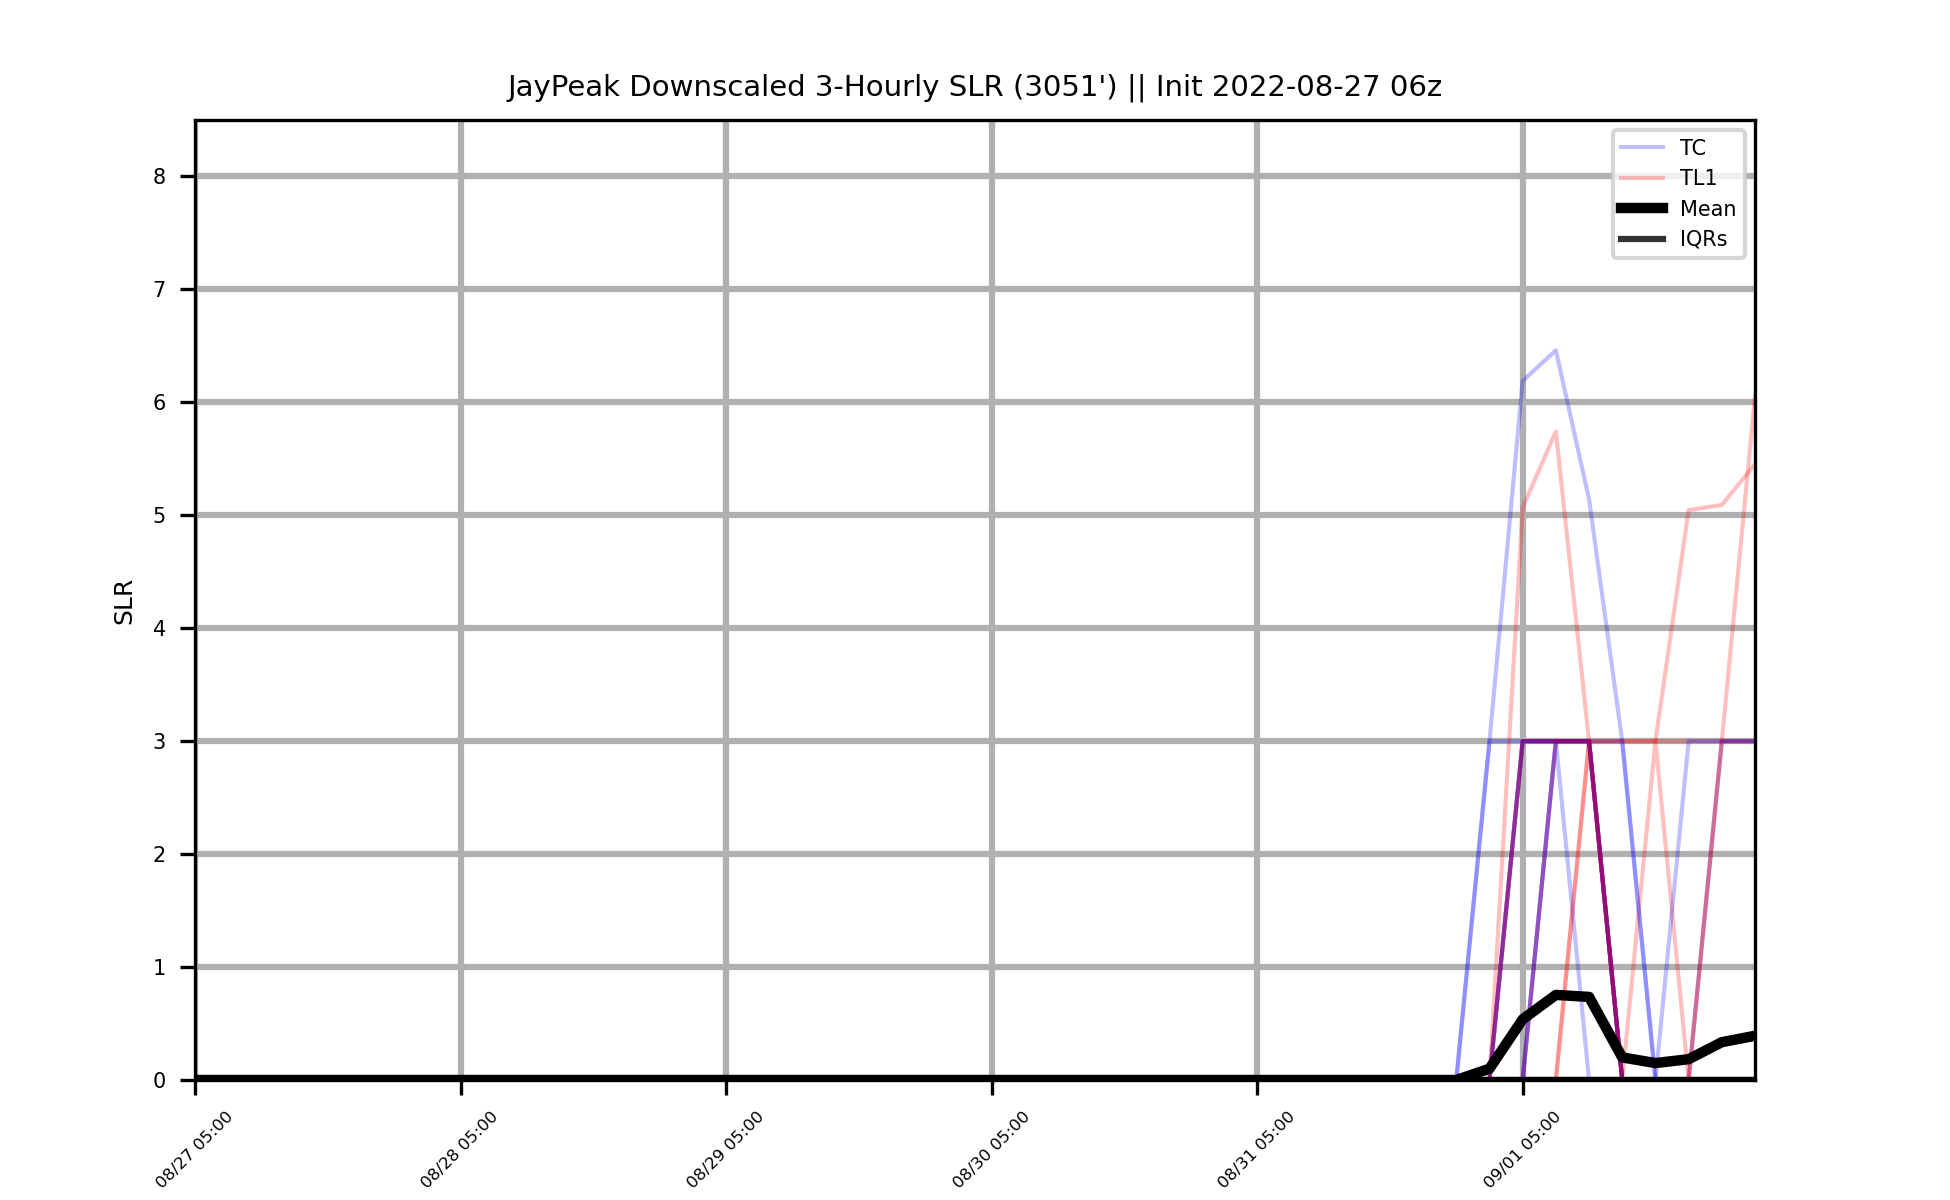 JayPeak Downscaled 3-Hourly SLR (3051') || Init 2022-08-27 06z
TC
TL1
Mean
IQRs
SLR
8
7
6
5
4
3
2
1
0
08/27 05:00
08/28 05:00
08/29 05:00
08/30 05:00
08/31 05:00
09/01 05:00